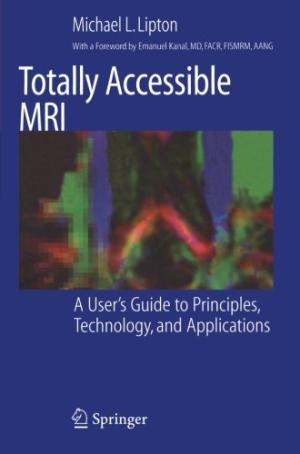 Michael L. Lipton
With a Foreword by Emanuel Kanal, MD, FACR, FISMRM, AANG
Totally Accessible
MRI
A User's Guide to Principles,
Technology, and Applications
Springer